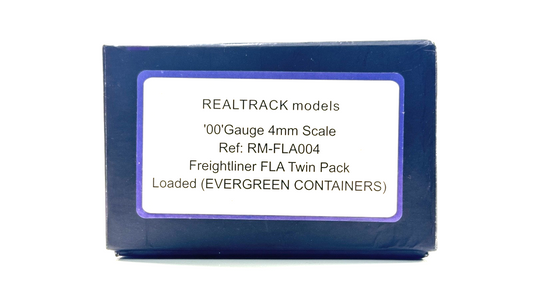 REALTRACK models
'00'Gauge 4mm Scale
Ref: RM-FLA004
Freightliner FLA Twin Pack
Loaded (EVERGREEN CONTAINERS)